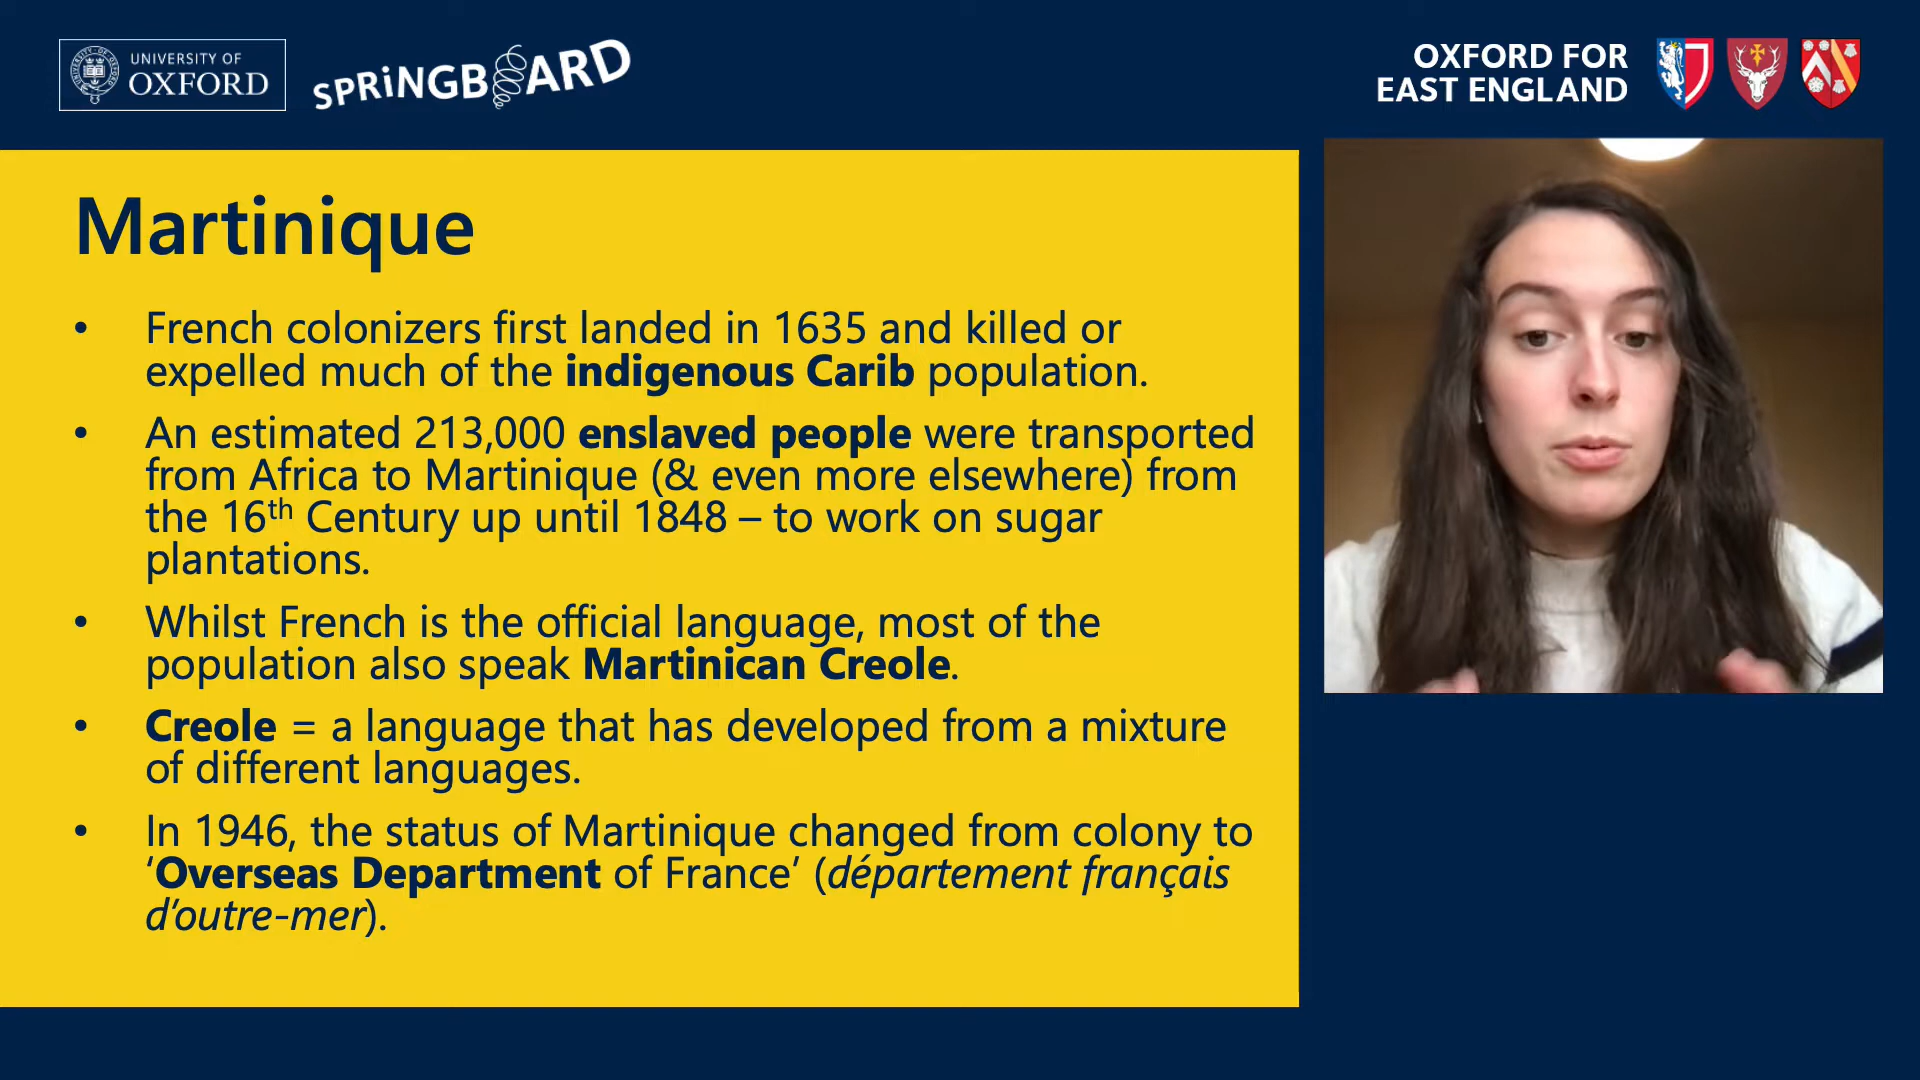 UNIVERSITY OF
OXFORD
SPRiNGBOARD
OXFORD FOR
EAST ENGLAND
Martinique
• French colonizers first landed in 1635 and killed or
expelled much of the indigenous Carib population.
• An estimated 213,000 enslaved people were transported
from Africa to Martinique (& even more elsewhere) from
the 16th Century up until 1848 – to work on sugar
plantations.
• Whilst French is the official language, most of the
population also speak Martinican Creole.
• Creole = a language that has developed from a mixture
of different languages.
• In 1946, the status of Martinique changed from colony to
‘Overseas Department of France’ (département français
d’outre-mer).